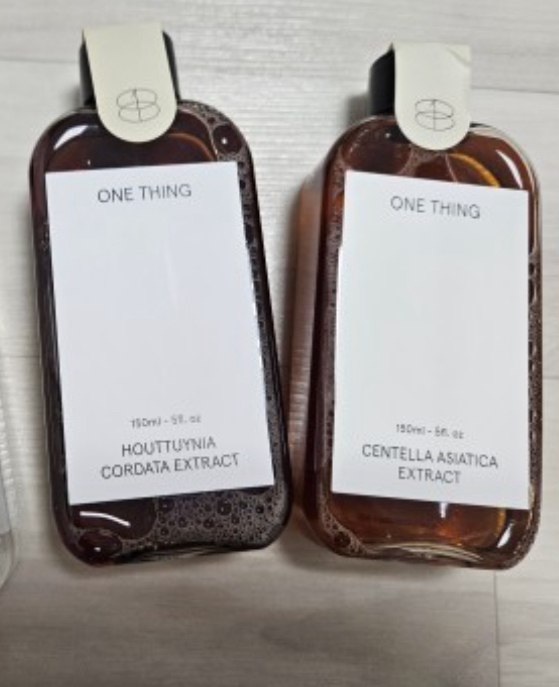 ONE THING
150ml - 5fl. oz
HOUTTUYNIA
CORDATA EXTRACT
ONE THING
150ml - 5fl. oz
CENTELLA ASIATICA
EXTRACT